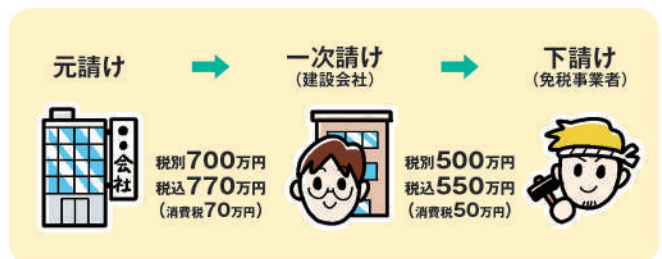 元請け
一次請け
（建設会社）
下請け
（免税事業者）
●●会社
税別700万円
税込770万円
（消費税70万円）
税別500万円
税込550万円
（消費税50万円）